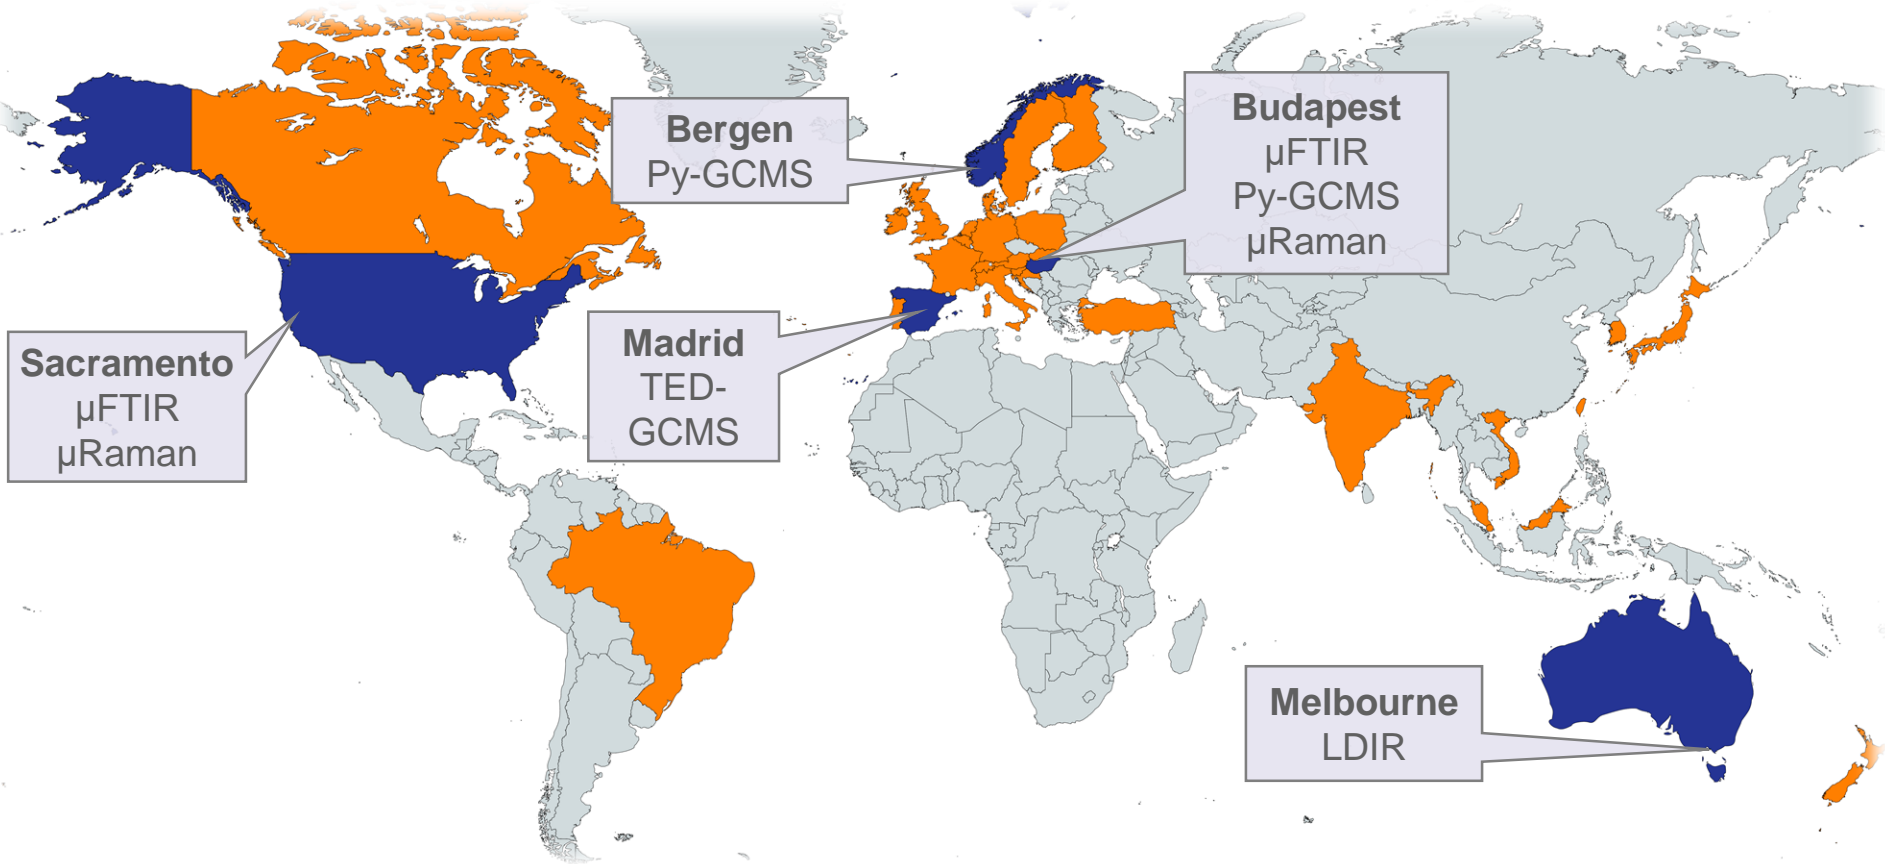 Bergen
Py-GCMS
Budapest
µFTIR
Py-GCMS
µRaman
Sacramento
µFTIR
µRaman
Madrid
TED-
GCMS
Melbourne
LDIR